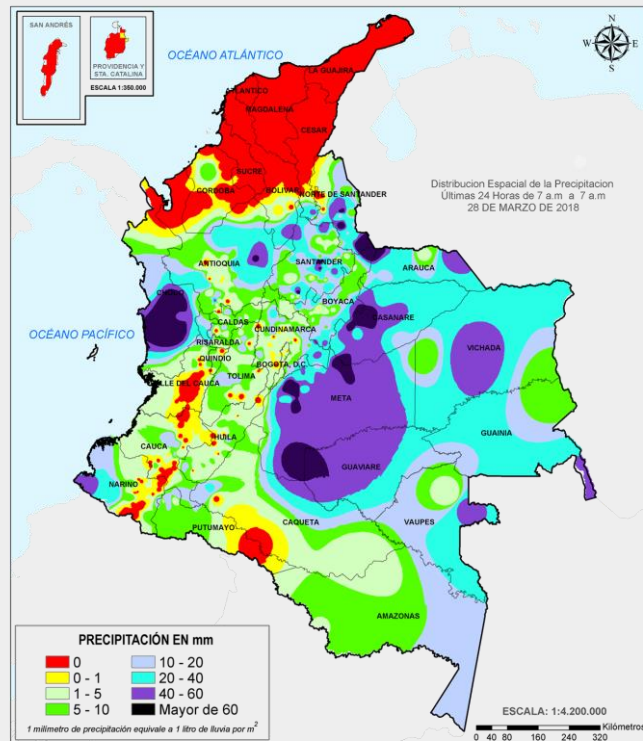 SAN ANDRÉS
PROVIDENCIA Y
STA. CATALINA
ESCALA 1:350.000
OCÉANO ATLÁNTICO
N
W E
S
LA GUAJIRA
ATLANTICO
MAGDALENA
CESAR
SUCRE
CORDOBA
BOLIVAR
NORTE DE SANTANDER
Distribucion Espacial de la Precipitacion
Últimas 24 Horas de 7 a.m a 7 a.m
28 DE MARZO DE 2018
ANTIOQUIA
SANTANDER
ARAUCA
CHOCO
BOYACA
CASANARE
OCÉANO PACÍFICO
CALDAS
CUNDINAMARCA
RISARALDA
VICHADA
QUINDIO
BOGOTA, D.C.
VALLE DEL CAUCA
TOLIMA
META
GUAINIA
CAUCA
HUILA
GUAVIARE
NARIÑO
CAQUETA
VAUPES
PUTUMAYO
AMAZONAS
PRECIPITACIÓN EN mm
0
10 - 20
0 - 1
20 - 40
1 - 5
40 - 60
5 - 10
Mayor de 60
1 milimetro de precipitación equivale a 1 litro de lluvia por m²
ESCALA: 1:4.200.000
Kilómetros
0 40 80 160 240 320